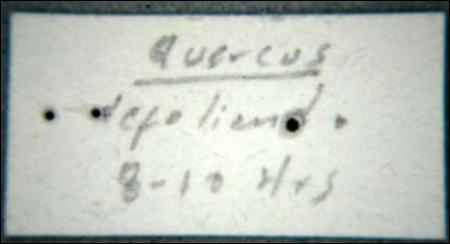 Quercus
defoliand.
8-10 Hrs